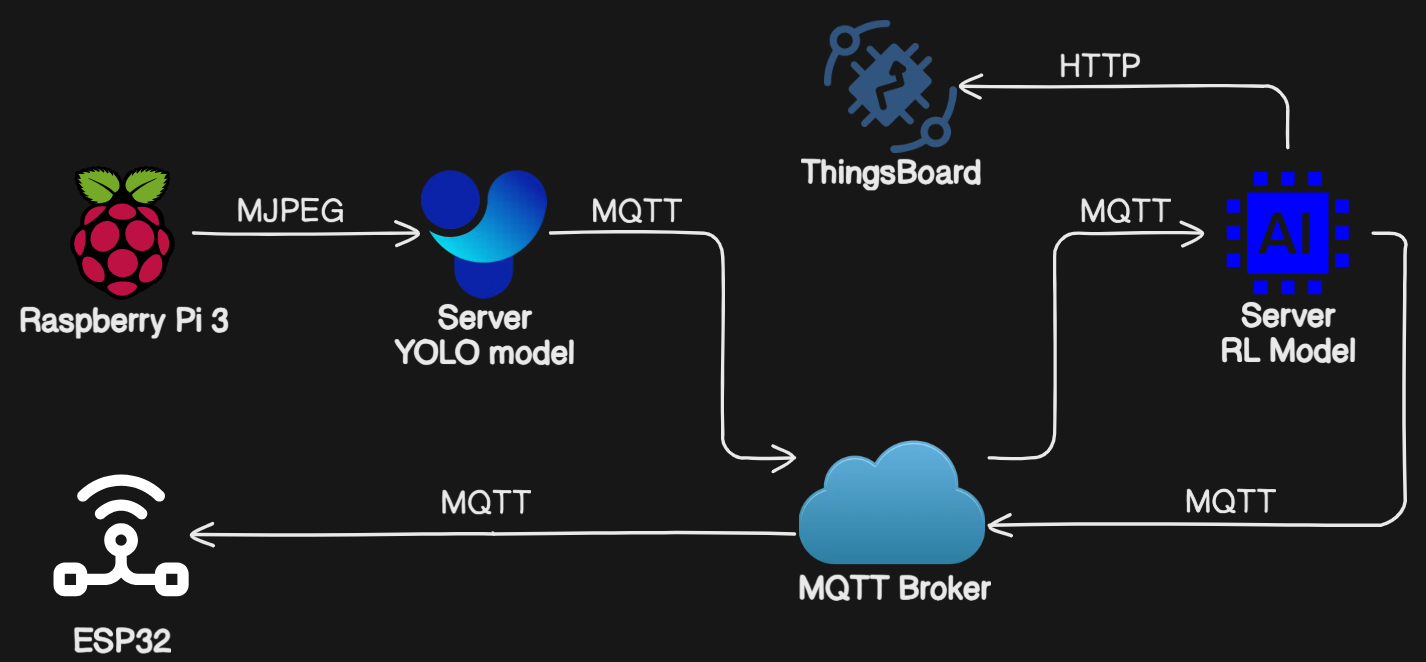 HTTP
ThingsBoard
MJPEG
MQTT
MQTT
AI
Raspberry Pi 3
Server
YOLO model
Server
RL Model
MQTT
MQTT
MQTT Broker
ESP32